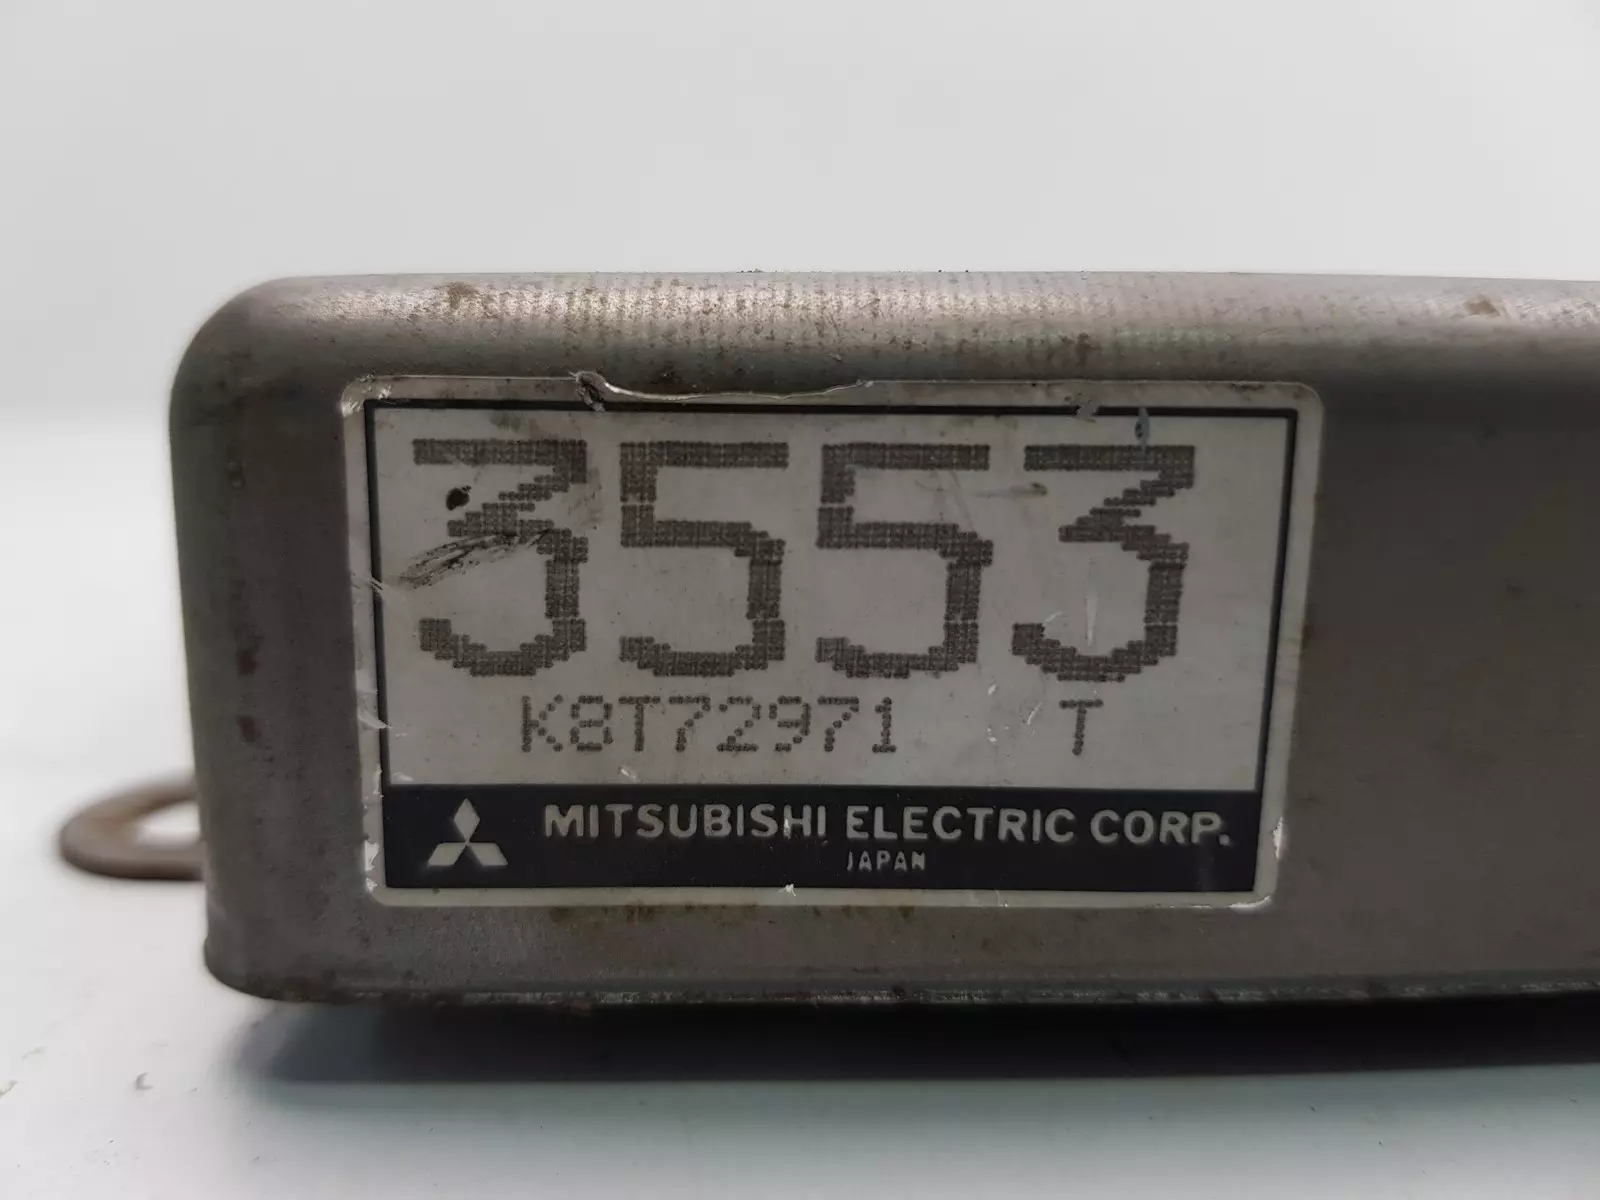 3553
K8T72971 T
MITSUBISHI ELECTRIC CORP.
JAPAN